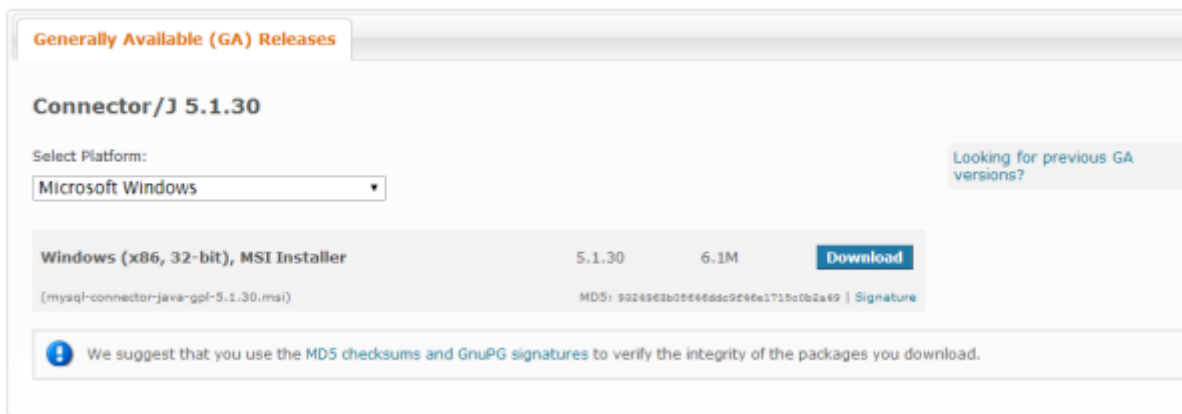 Generally Available (GA) Releases
Connector/J 5.1.30
Select Platform:
Looking for previous GA
versions?
Microsoft Windows
Windows (x86, 32-bit), MSI Installer 5.1.30 6.1M Download
(mysql-connector-java-gpl-5.1.30.msi) MD5: | Signature
We suggest that you use the MD5 checksums and GnuPG signatures to verify the integrity of the packages you download.